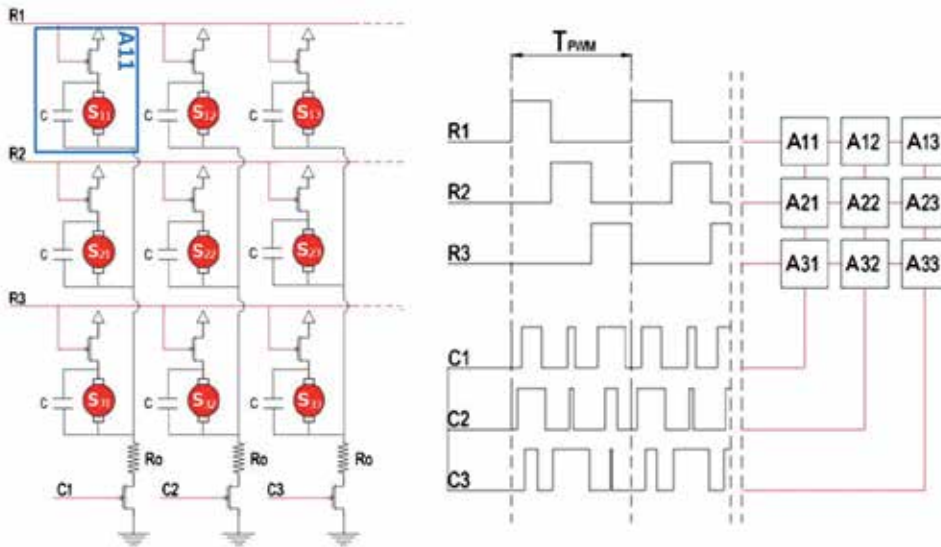 R1
A11
C
S11
C
S12
C
S13
R2
C
S21
C
S22
C
S23
R3
C
S31
C
S32
C
S33
Ro
Ro
Ro
C1
C2
C3
TPWM
R1
R2
R3
C1
C2
C3
A11 A12 A13
A21 A22 A23
A31 A32 A33